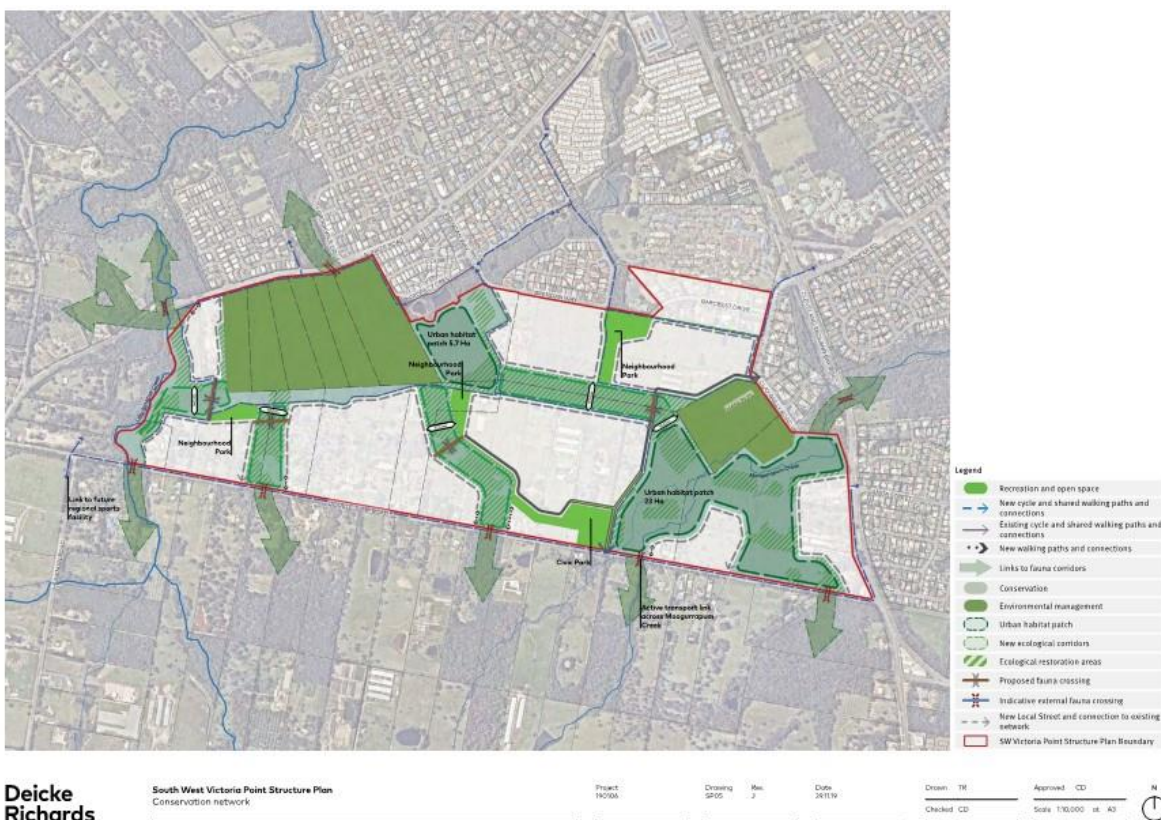 Urban habitat
patch 5.7 Ha
Neighbourhood
Park
Neighbourhood
Park
Neighbourhood
Park
Link to future
regional sports
facility
Urban habitat patch
Civic Park
Active transport link
across Moogurrapum
Creek
Legend
Recreation and open space
New cycle and shared walking paths and
connections
Existing cycle and shared walking paths and
connections
New walking paths and connections
Links to fauna corridors
Conservation
Environmental management
Urban habitat patch
New ecological corridors
Ecological restoration areas
Proposed fauna crossing
Indicative external fauna crossing
New Local Street and connection to existing
network
SW Victoria Point Structure Plan Boundary
Deicke
Richards
South West Victoria Point Structure Plan
Conservation network
Project
190106
Drawing
SP05
Rev.
J
Date
29.11.19
Drawn TR
Checked CD
Approved CD
Scale 1:10,000 at A3
N